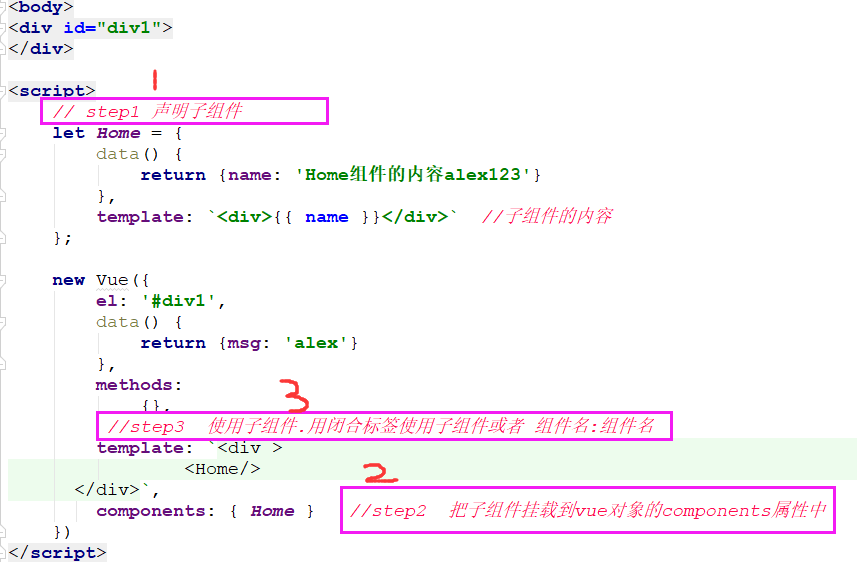 <body>
<div id="div1">
</div>
1
<script>
// step1 声明子组件
let Home = {
data() {
return {name: 'Home组件的内容alex123'}
},
template: `<div>{{ name }}</div>` //子组件的内容
};
new Vue({
el: '#div1',
data() {
return {msg: 'alex'}
},
methods:
3
{},
//step3 使用子组件.用闭合标签使用子组件或者 组件名:组件名
template: `<div >
<Home/>
2
</div>`,
components: { Home } //step2 把子组件挂载到vue对象的components属性中
})
</script>